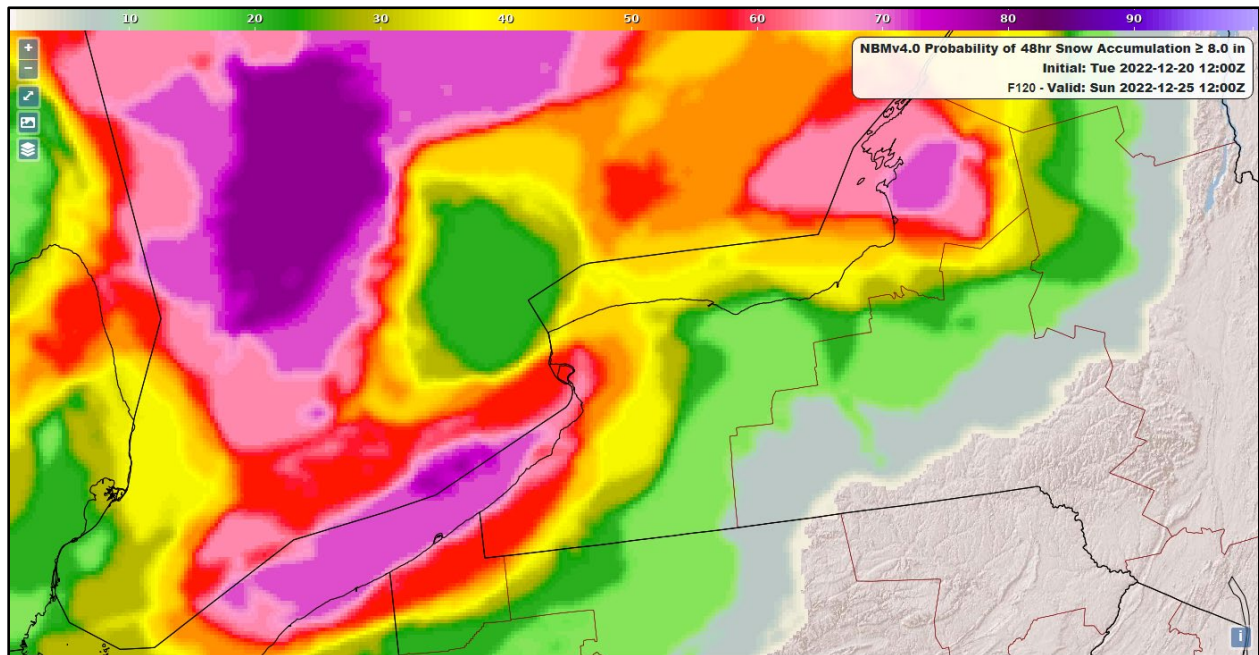 10 20 30 40 50 60 70 80 90
NBMv4.0 Probability of 48hr Snow Accumulation ≥ 8.0 in
Initial: Tue 2022-12-20 12:00Z
F120 - Valid: Sun 2022-12-25 12:00Z
+
−
i